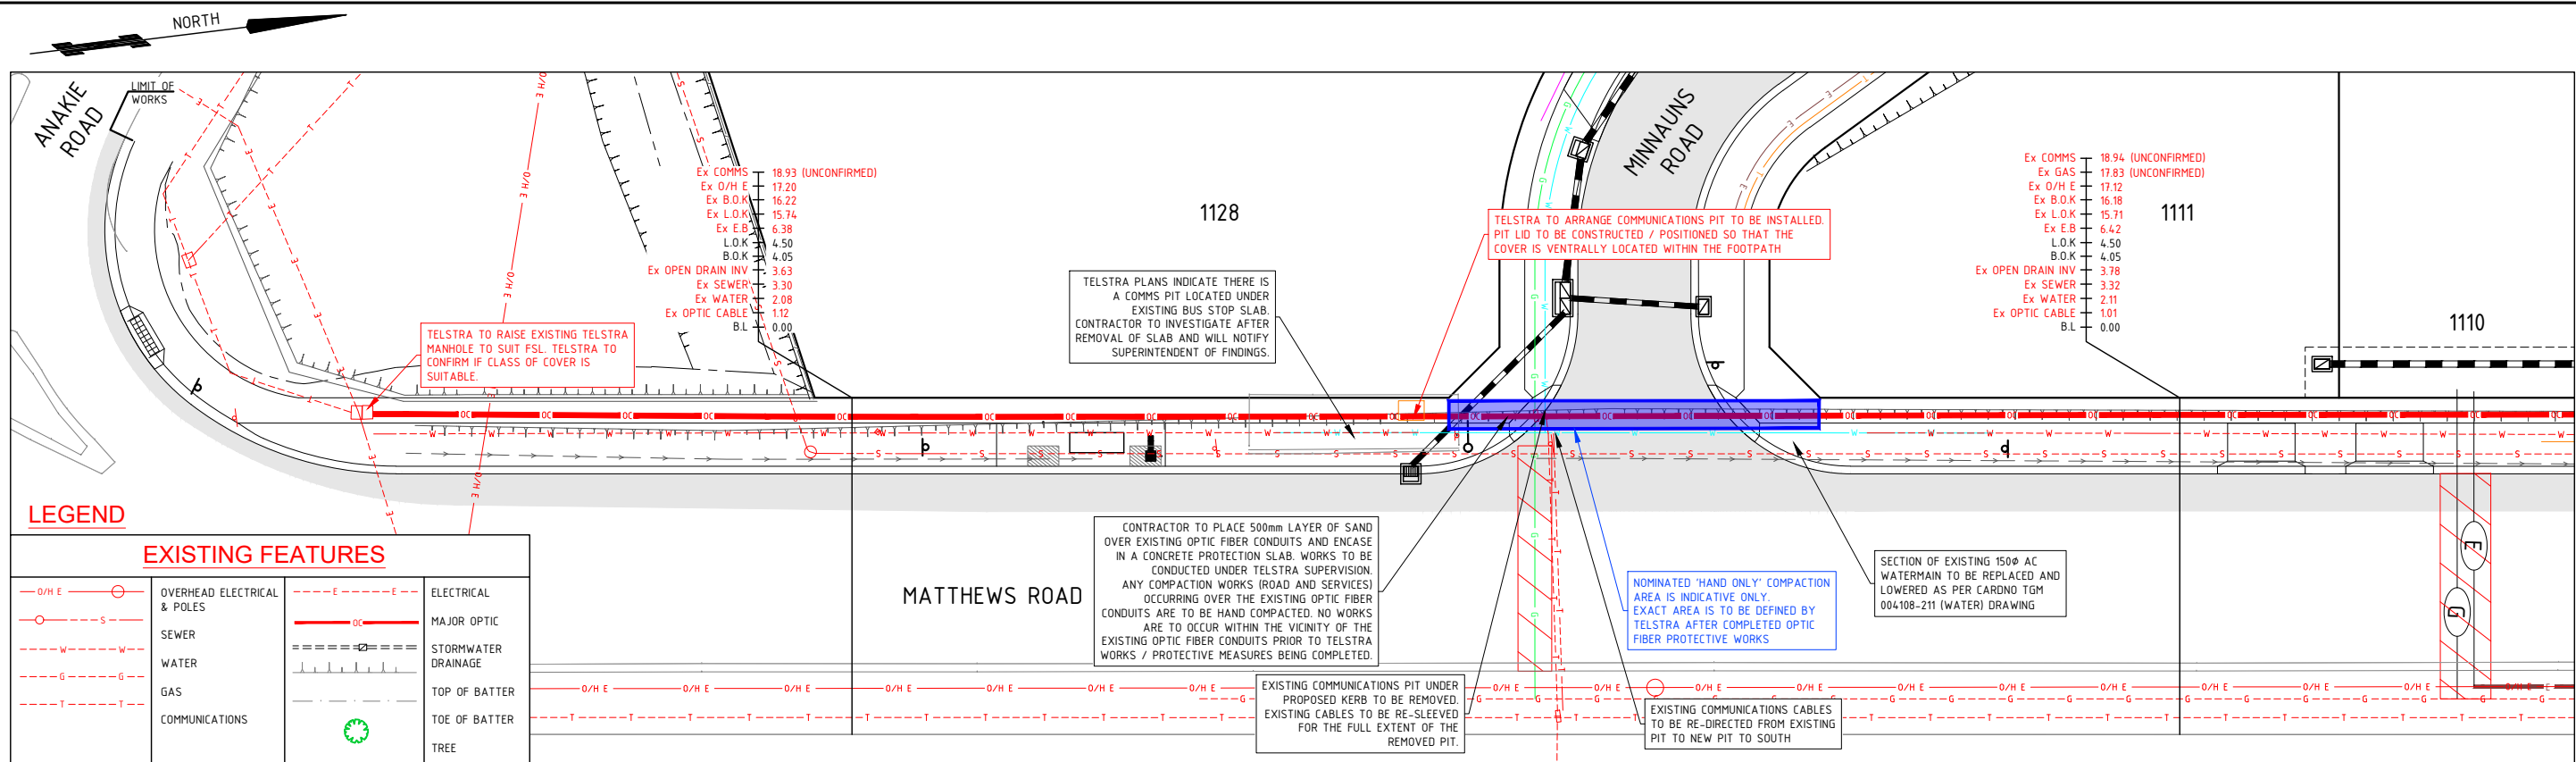 NORTH
ANAKIE
ROAD
LIMIT OF
WORKS
Ex COMMS 18.93 (UNCONFIRMED)
Ex O/H E 17.20
Ex B.O.K 16.22
Ex L.O.K 15.74
Ex E.B 6.38
L.O.K 4.50
B.O.K 4.05
Ex OPEN DRAIN INV 3.63
Ex SEWER 3.30
Ex WATER 2.08
Ex OPTIC CABLE 1.12
B.L 0.00
TELSTRA TO RAISE EXISTING TELSTRA
MANHOLE TO SUIT FSL. TELSTRA TO
CONFIRM IF CLASS OF COVER IS
SUITABLE.
1128
TELSTRA PLANS INDICATE THERE IS
A COMMS PIT LOCATED UNDER
EXISTING BUS STOP SLAB.
CONTRACTOR TO INVESTIGATE AFTER
REMOVAL OF SLAB AND WILL NOTIFY
SUPERINTENDENT OF FINDINGS.
MINNAUNS
ROAD
TELSTRA TO ARRANGE COMMUNICATIONS PIT TO BE INSTALLED.
PIT LID TO BE CONSTRUCTED / POSITIONED SO THAT THE
COVER IS VENTRALLY LOCATED WITHIN THE FOOTPATH
Ex COMMS 18.94 (UNCONFIRMED)
Ex GAS 17.83 (UNCONFIRMED)
Ex O/H E 17.12
Ex B.O.K 16.18
Ex L.O.K 15.71
Ex E.B 6.42
L.O.K 4.50
B.O.K 4.05
Ex OPEN DRAIN INV 3.78
Ex SEWER 3.32
Ex WATER 2.11
Ex OPTIC CABLE 1.01
B.L 0.00
1111
1110
MATTHEWS ROAD
CONTRACTOR TO PLACE 500mm LAYER OF SAND
OVER EXISTING OPTIC FIBER CONDUITS AND ENCASE
IN A CONCRETE PROTECTION SLAB. WORKS TO BE
CONDUCTED UNDER TELSTRA SUPERVISION.
ANY COMPACTION WORKS (ROAD AND SERVICES)
OCCURRING OVER THE EXISTING OPTIC FIBER
CONDUITS ARE TO BE HAND COMPACTED. NO WORKS
ARE TO OCCUR WITHIN THE VICINITY OF THE
EXISTING OPTIC FIBER CONDUITS PRIOR TO TELSTRA
WORKS / PROTECTIVE MEASURES BEING COMPLETED.
NOMINATED 'HAND ONLY' COMPACTION
AREA IS INDICATIVE ONLY.
EXACT AREA IS TO BE DEFINED BY
TELSTRA AFTER COMPLETED OPTIC
FIBER PROTECTIVE WORKS
SECTION OF EXISTING 150Ø AC
WATERMAIN TO BE REPLACED AND
LOWERED AS PER CARDNO TGM
004108-211 (WATER) DRAWING
EXISTING COMMUNICATIONS PIT UNDER
PROPOSED KERB TO BE REMOVED.
EXISTING CABLES TO BE RE-SLEEVED
FOR THE FULL EXTENT OF THE
REMOVED PIT.
EXISTING COMMUNICATIONS CABLES
TO BE RE-DIRECTED FROM EXISTING
PIT TO NEW PIT TO SOUTH
E
G
LEGEND
EXISTING FEATURES
O/H E OVERHEAD ELECTRICAL
& POLES
S SEWER
W W WATER
G G GAS
T T COMMUNICATIONS
E E ELECTRICAL
OC MAJOR OPTIC
STORMWATER
DRAINAGE
TOP OF BATTER
TOE OF BATTER
TREE